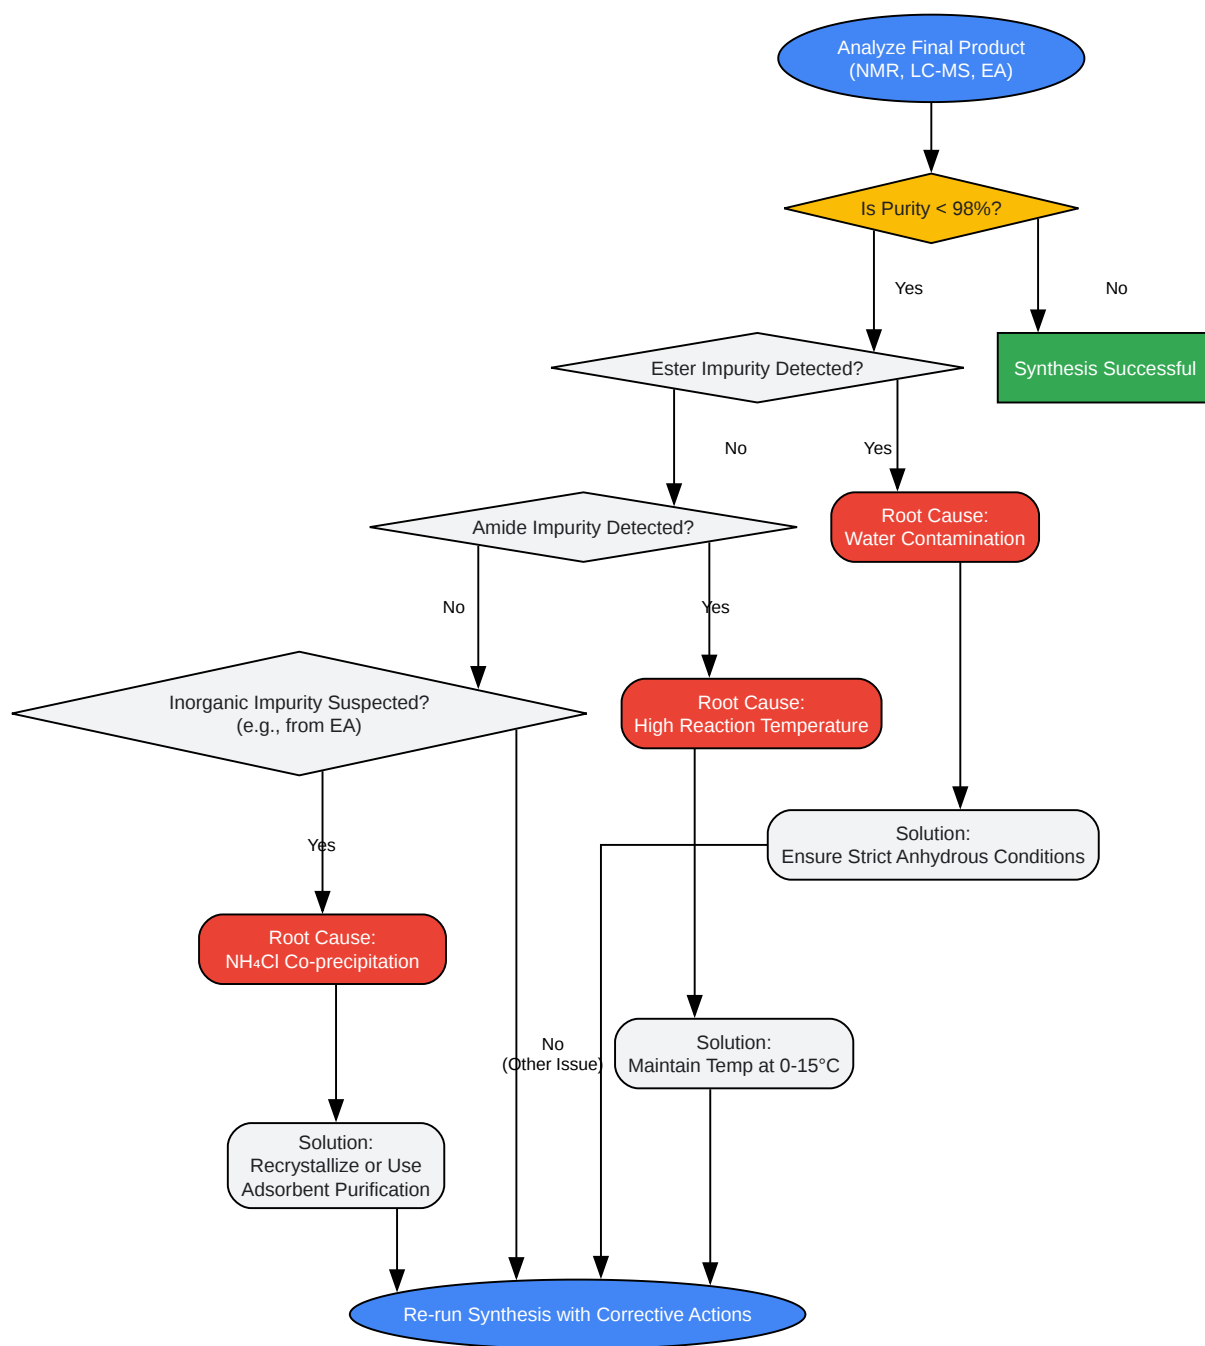 Analyze Final Product
(NMR, LC-MS, EA)
Is Purity < 98%?
Yes
No
Ester Impurity Detected?
Synthesis Successful
No
Yes
Amide Impurity Detected?
Root Cause:
Water Contamination
No
Yes
Inorganic Impurity Suspected?
(e.g., from EA)
Root Cause:
High Reaction Temperature
Yes
Solution:
Ensure Strict Anhydrous Conditions
Root Cause:
NH₄Cl Co-precipitation
No
(Other Issue)
Solution:
Maintain Temp at 0-15°C
Solution:
Recrystallize or Use
Adsorbent Purification
Re-run Synthesis with Corrective Actions